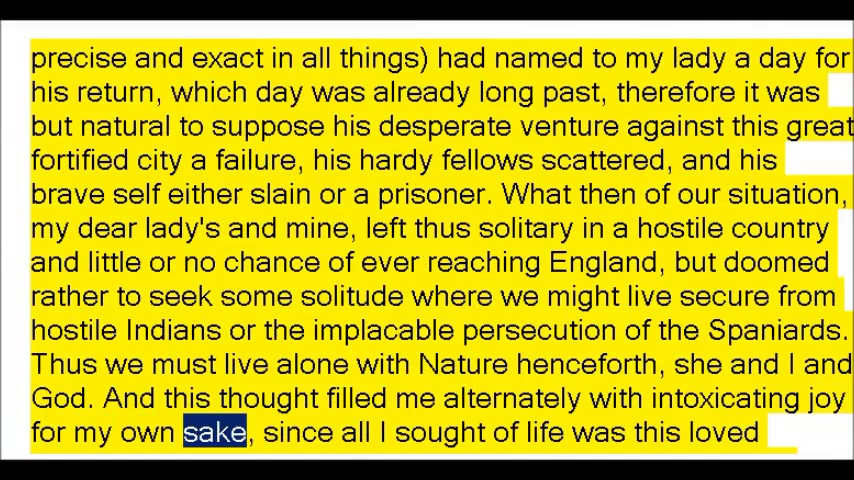 precise and exact in all things) had named to my lady a day for
his return, which day was already long past, therefore it was
but natural to suppose his desperate venture against this great
fortified city a failure, his hardy fellows scattered, and his
brave self either slain or a prisoner. What then of our situation,
my dear lady's and mine, left thus solitary in a hostile country
and little or no chance of ever reaching England, but doomed
rather to seek some solitude where we might live secure from
hostile Indians or the implacable persecution of the Spaniards.
Thus we must live alone with Nature henceforth, she and I and
God. And this thought filled me alternately with intoxicating joy
for my own sake, since all I sought of life was this loved